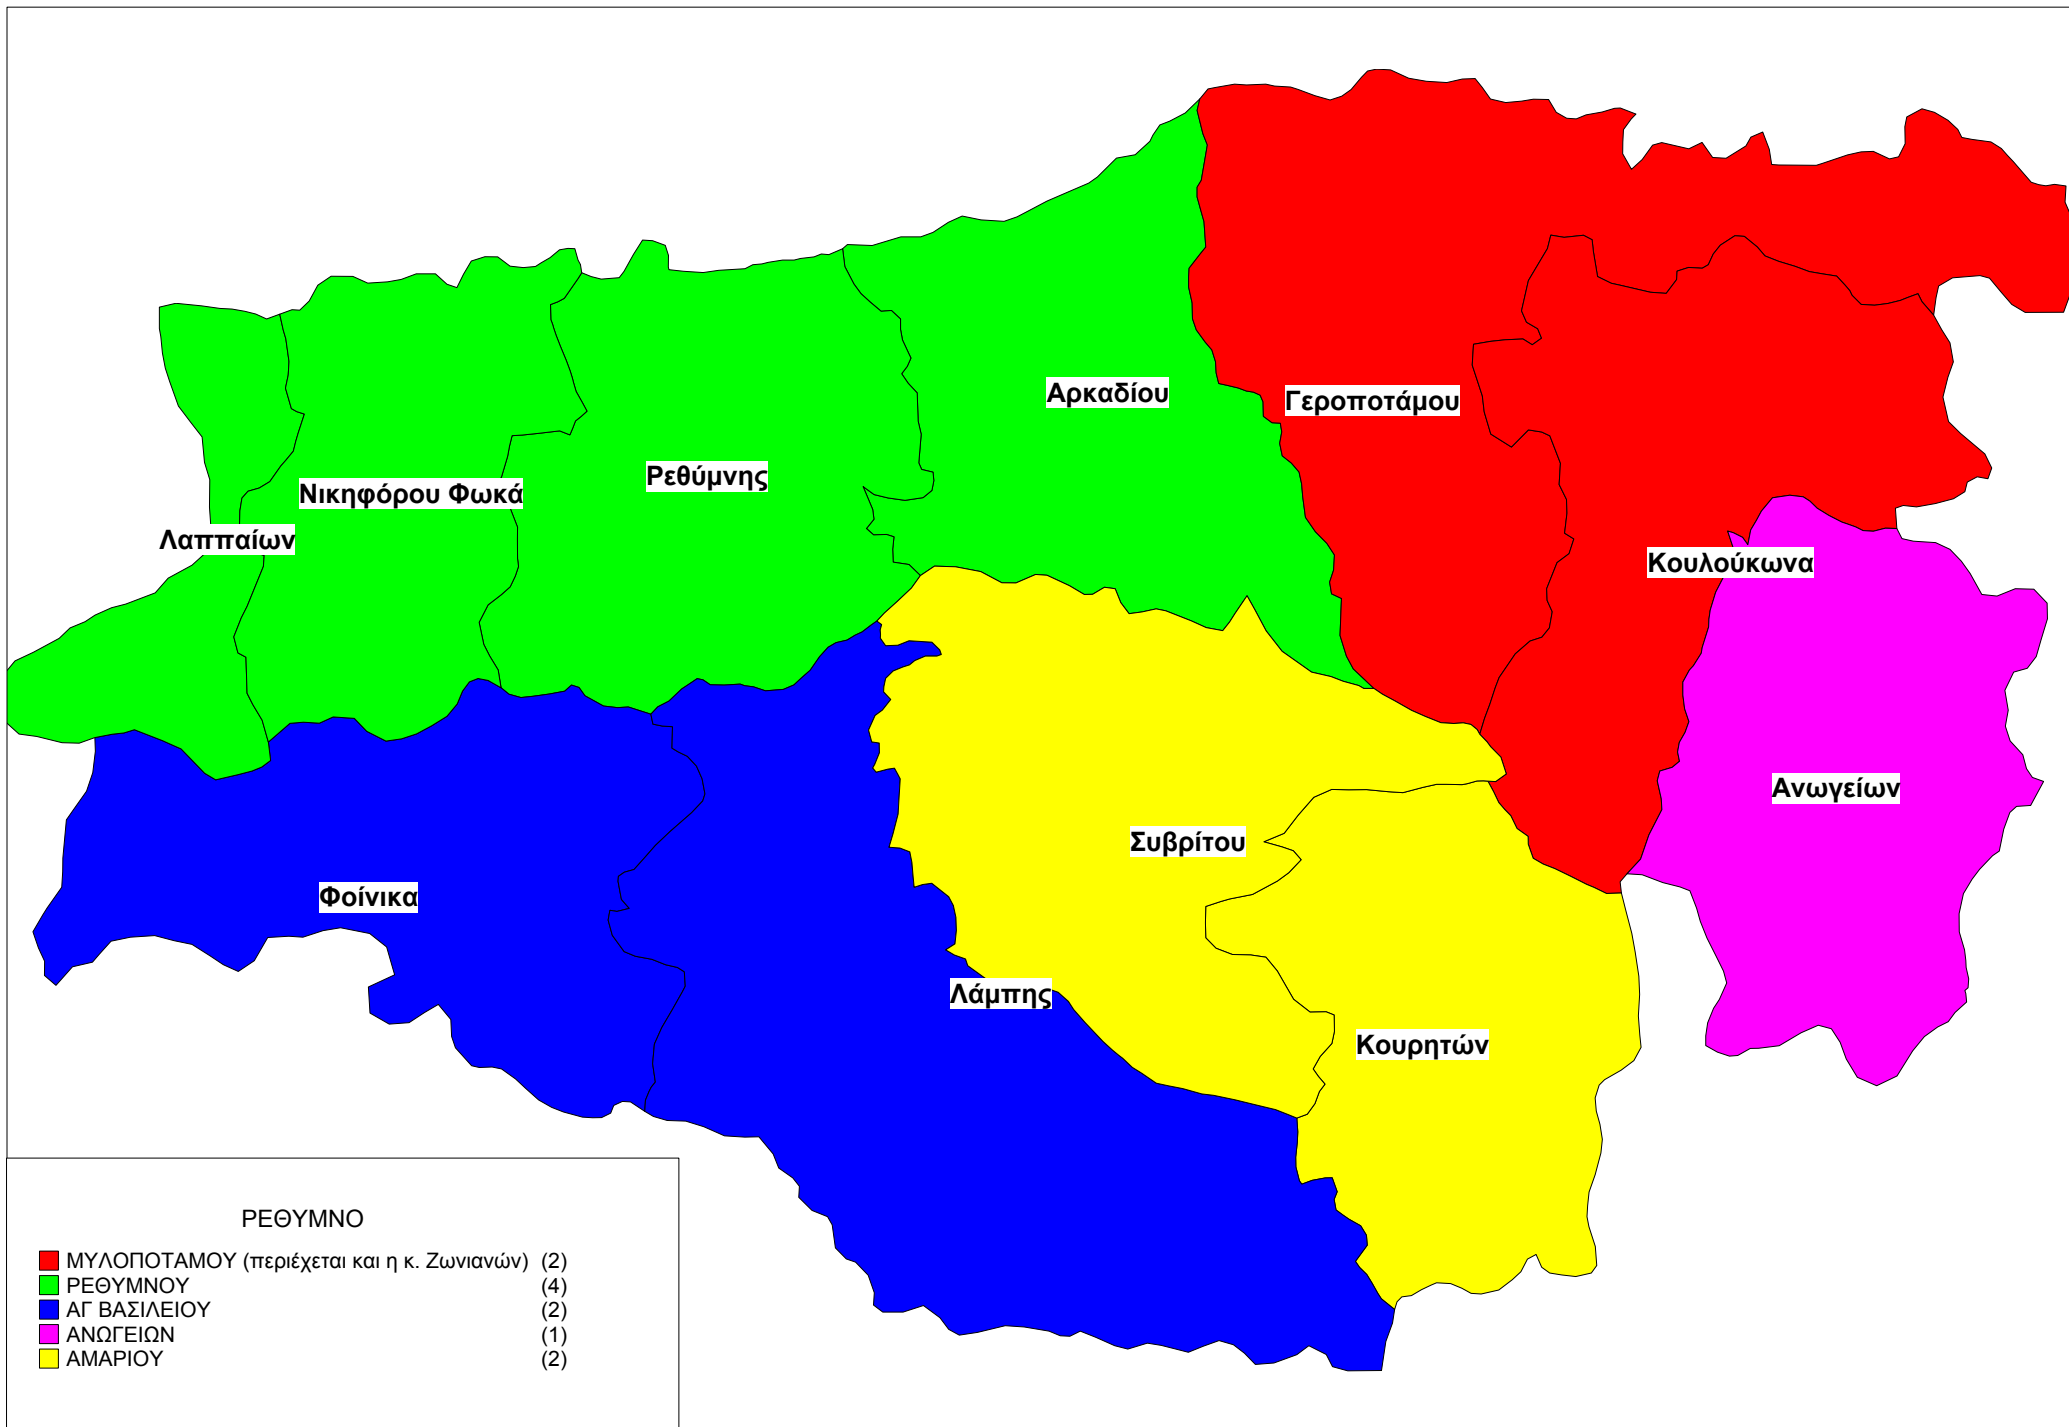 Αρκαδίου
Γεροποτάμου
Ρεθύμνης
Νικηφόρου Φωκά
Λαππαίων
Κουλούκωνα
Ανωγείων
Συβρίτου
Φοίνικα
Λάμπης
Κουρητών
ΡΕΘΥΜΝΟ
ΜΥΛΟΠΟΤΑΜΟΥ (περιέχεται και η κ. Ζωνιανών) (2)
ΡΕΘΥΜΝΟΥ (4)
ΑΓ ΒΑΣΙΛΕΙΟΥ (2)
ΑΝΩΓΕΙΩΝ (1)
ΑΜΑΡΙΟΥ (2)